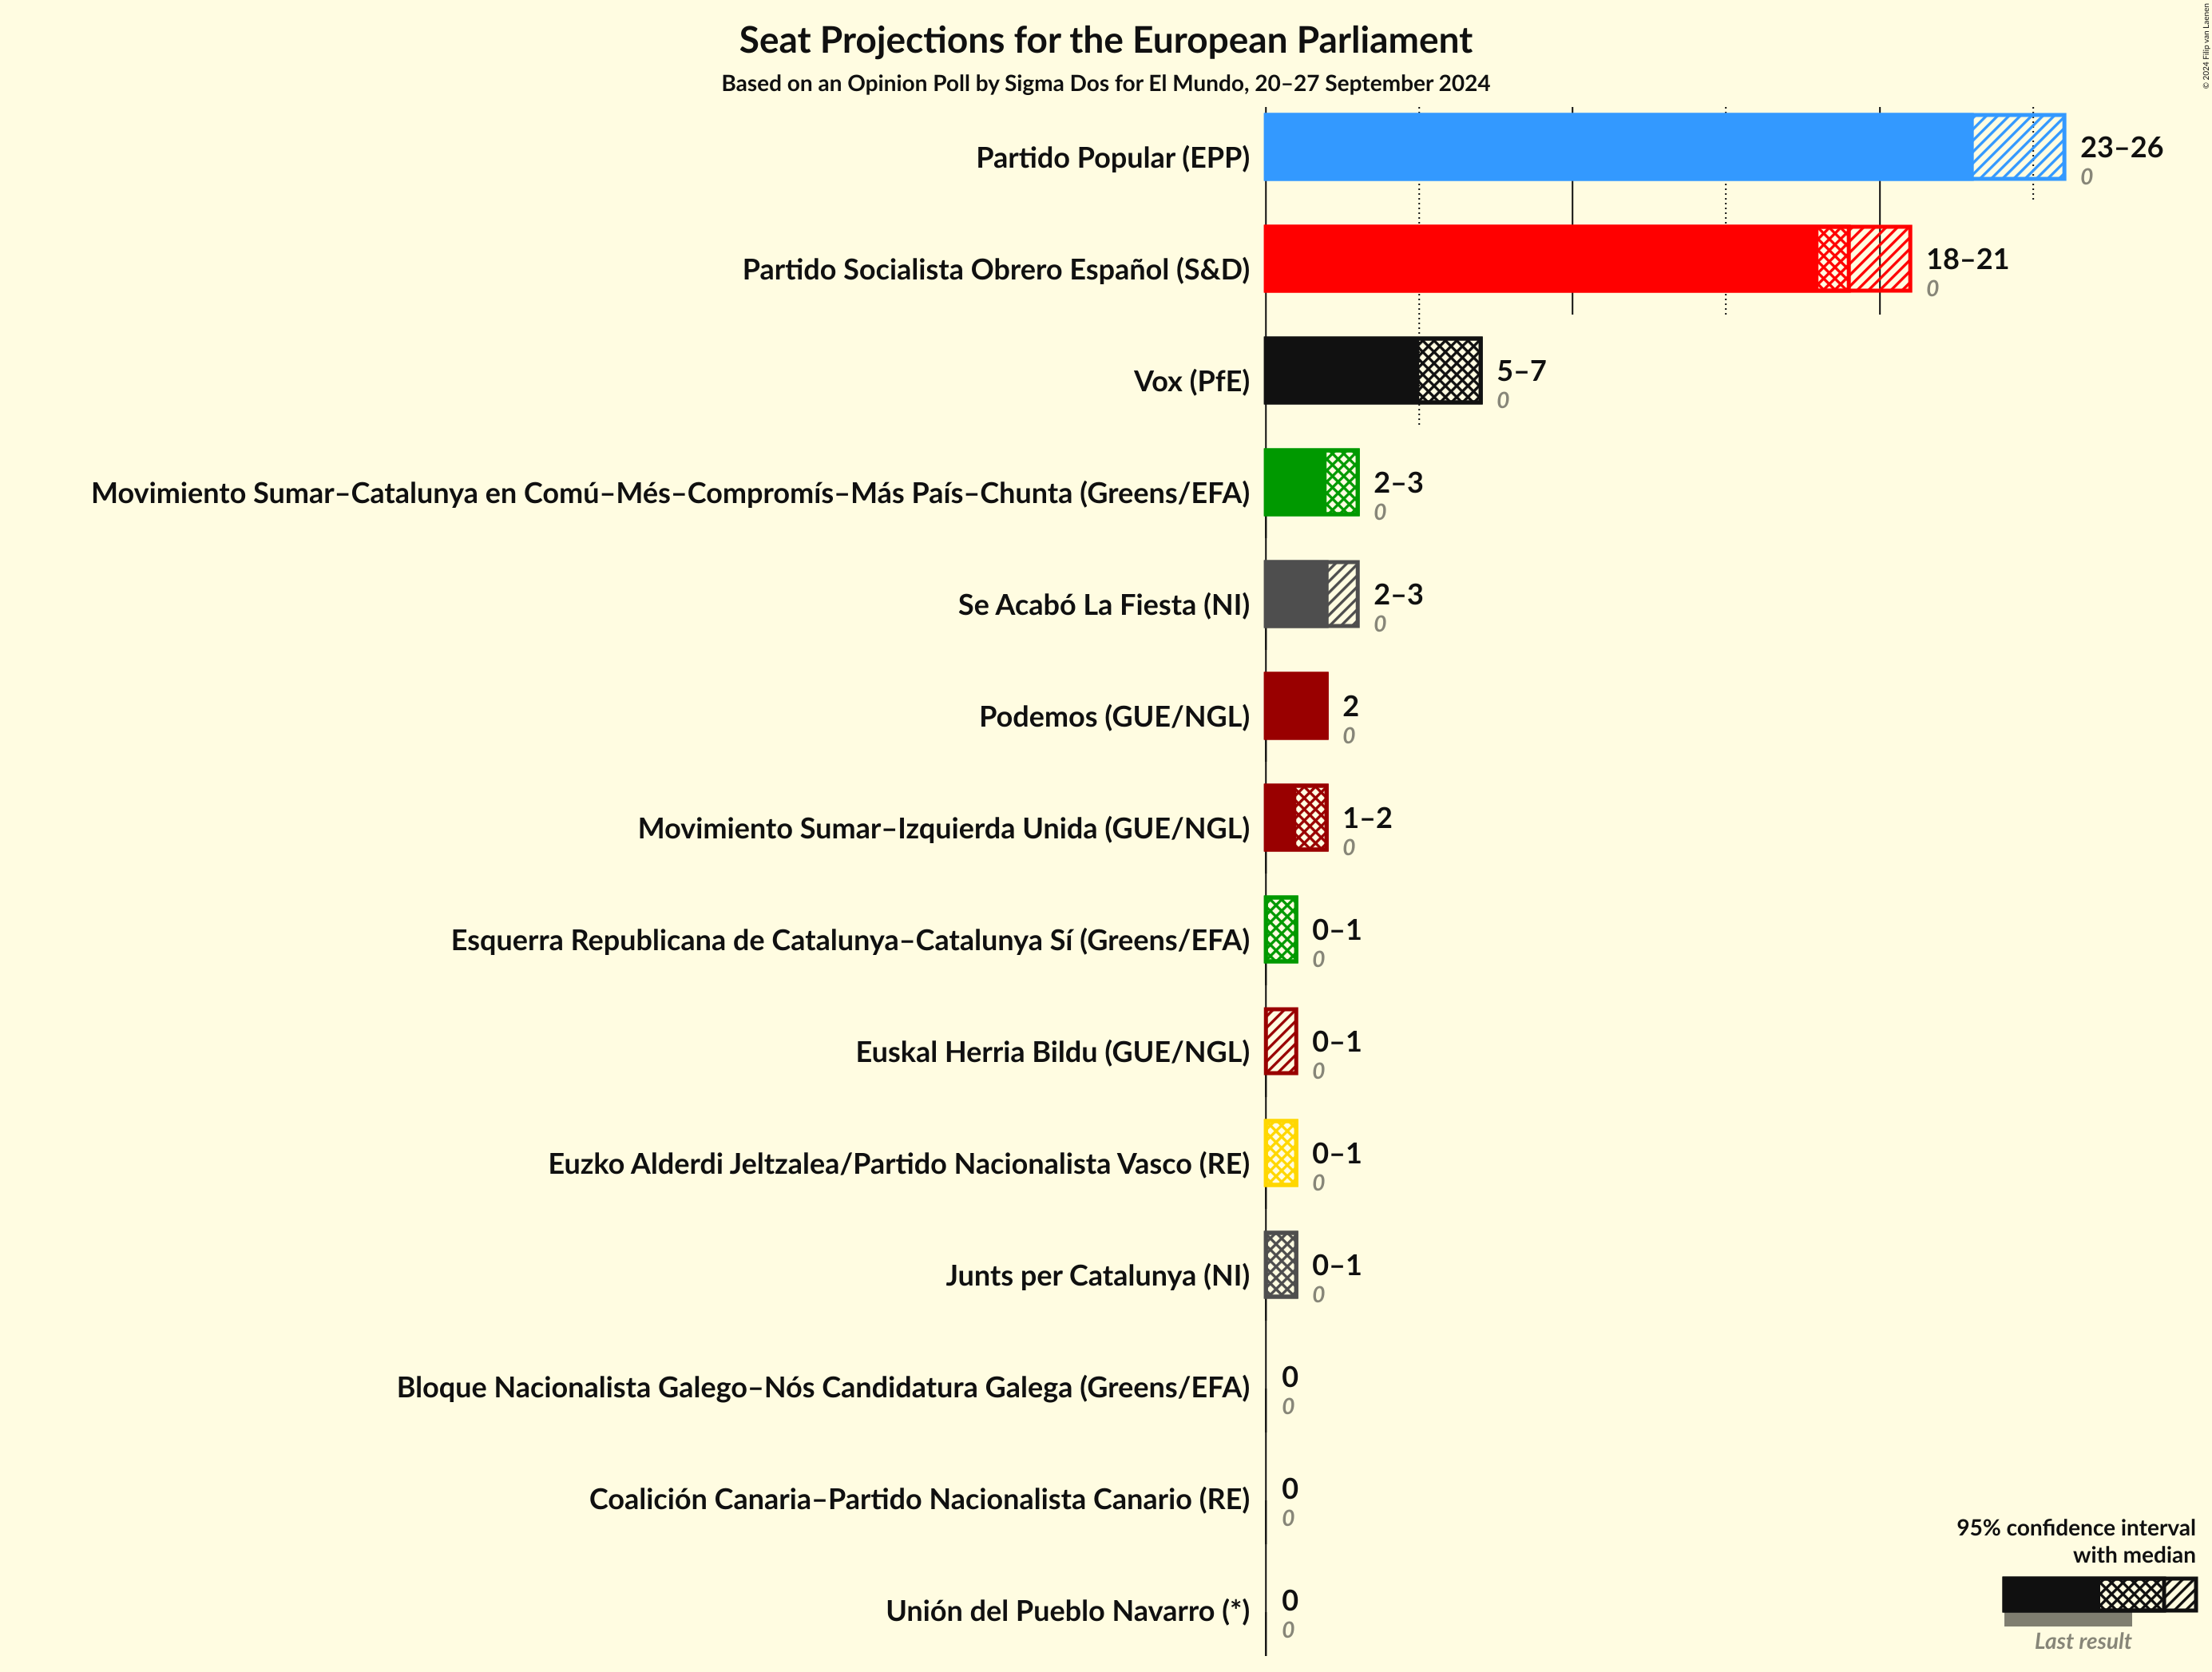 Seat Projections for the European Parliament
Based on an Opinion Poll by Sigma Dos for El Mundo, 20–27 September 2024
© 2024 Filip van Laenen
Partido Popular (EPP)
23–26
0
Partido Socialista Obrero Español (S&D)
18–21
0
Vox (PfE)
5–7
0
Movimiento Sumar–Catalunya en Comú–Més–Compromís–Más País–Chunta (Greens/EFA)
2–3
0
Se Acabó La Fiesta (NI)
2–3
0
Podemos (GUE/NGL)
2
0
Movimiento Sumar–Izquierda Unida (GUE/NGL)
1–2
0
Esquerra Republicana de Catalunya–Catalunya Sí (Greens/EFA)
0–1
0
Euskal Herria Bildu (GUE/NGL)
0–1
0
Euzko Alderdi Jeltzalea/Partido Nacionalista Vasco (RE)
0–1
0
Junts per Catalunya (NI)
0–1
0
Bloque Nacionalista Galego–Nós Candidatura Galega (Greens/EFA)
0
0
Coalición Canaria–Partido Nacionalista Canario (RE)
0
0
Unión del Pueblo Navarro (*)
0
0
95% confidence interval
with median
Last result